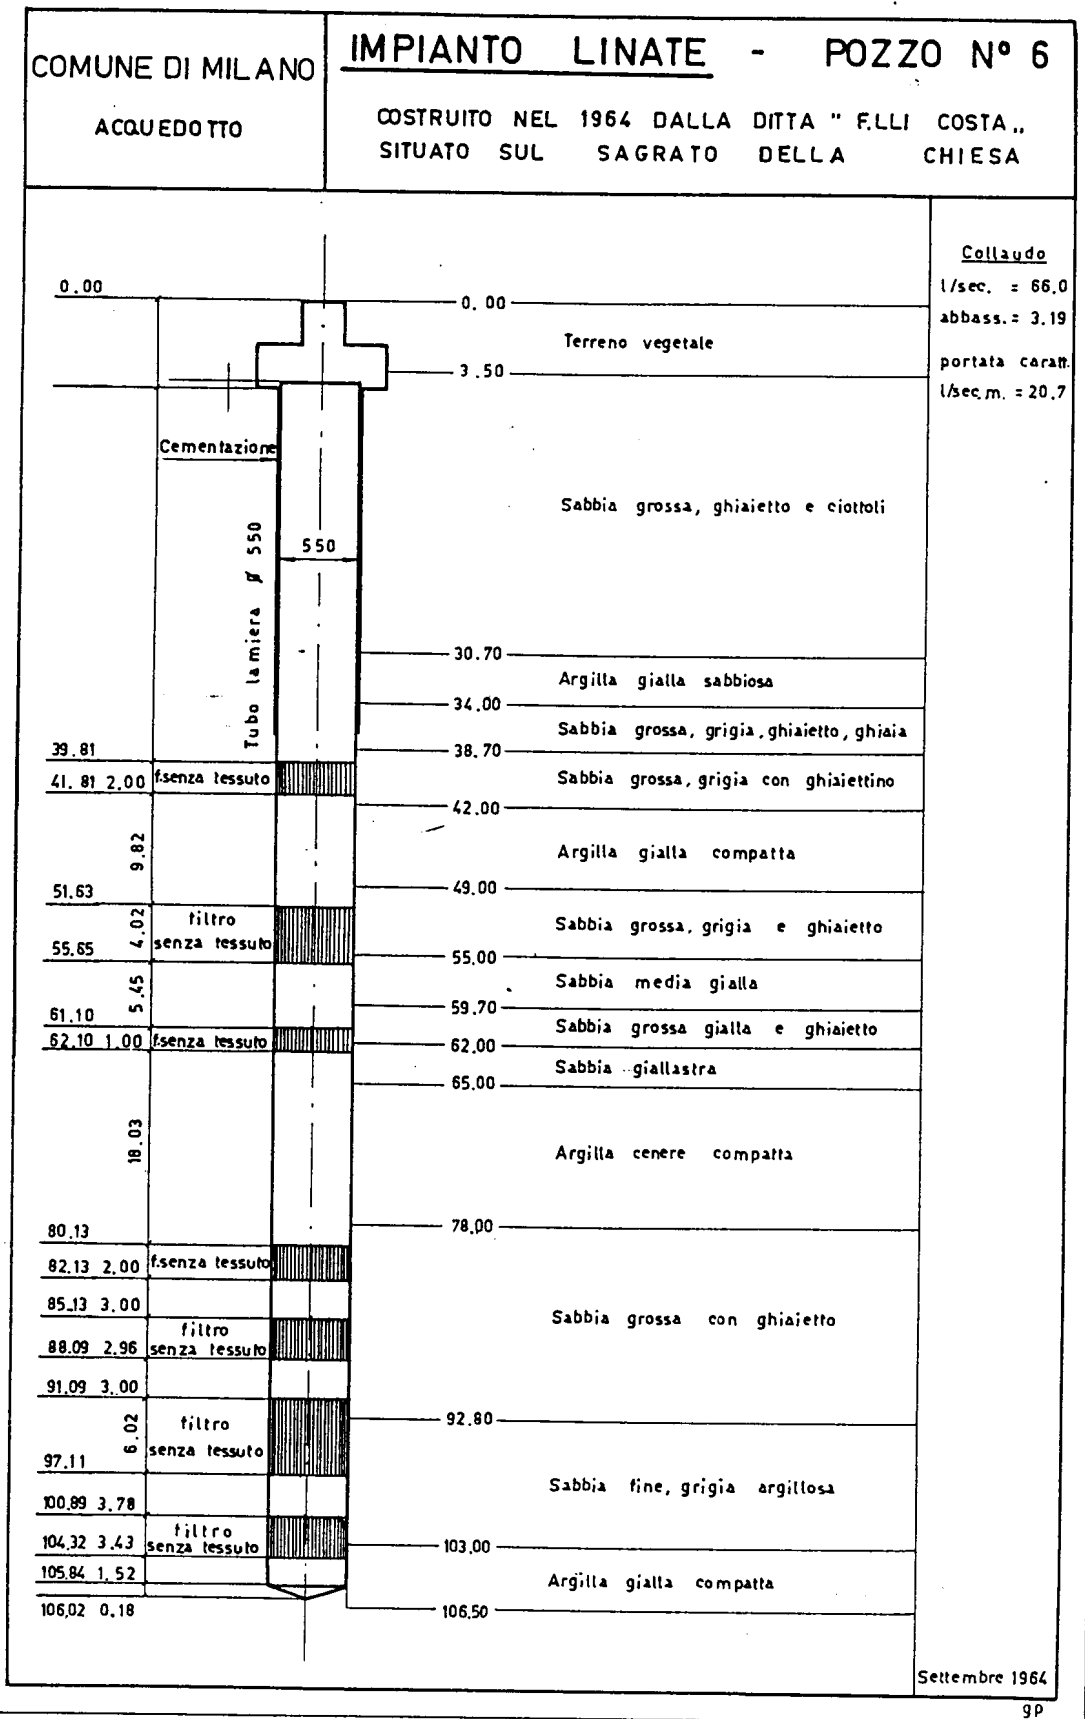 COMUNE DI MILANO
ACQUEDOTTO
IMPIANTO LINATE - POZZO N° 6
COSTRUITO NEL 1964 DALLA DITTA " F.LLI COSTA „
SITUATO SUL SAGRATO DELLA CHIESA
Collaudo
l/sec. = 66,0
abbass. = 3.19
portata caratt.
l/sec.m. = 20,7
0.00
0.00
Terreno vegetale
3.50
Cementazione
Sabbia grossa, ghiaietto e ciottoli
Tubo lamiera Ø 550
550
30.70
Argilla gialla sabbiosa
34.00
Sabbia grossa, grigia, ghiaietto, ghiaia
39.81
38.70
41.81 2.00 f.senza tessuto
Sabbia grossa, grigia con ghiaiettino
42.00
9.82
Argilla gialla compatta
51.63
49.00
4.02
filtro
senza tessuto
Sabbia grossa, grigia e ghiaietto
55.65
55.00
5.45
Sabbia media gialla
59.70
61.10
Sabbia grossa gialla e ghiaietto
62.10 1.00 f.senza tessuto
62.00
Sabbia giallastra
65.00
18.03
Argilla cenere compatta
78.00
80.13
82.13 2.00 f.senza tessuto
85.13 3.00
Sabbia grossa con ghiaietto
filtro
88.09 2.96 senza tessuto
91.09 3.00
92.80
6.02
filtro
senza tessuto
97.11
Sabbia fine, grigia argillosa
100.89 3.78
filtro
104.32 3.43 senza tessuto
103.00
105.84 1.52
Argilla gialla compatta
106.02 0.18
106.50
Settembre 1964
gp